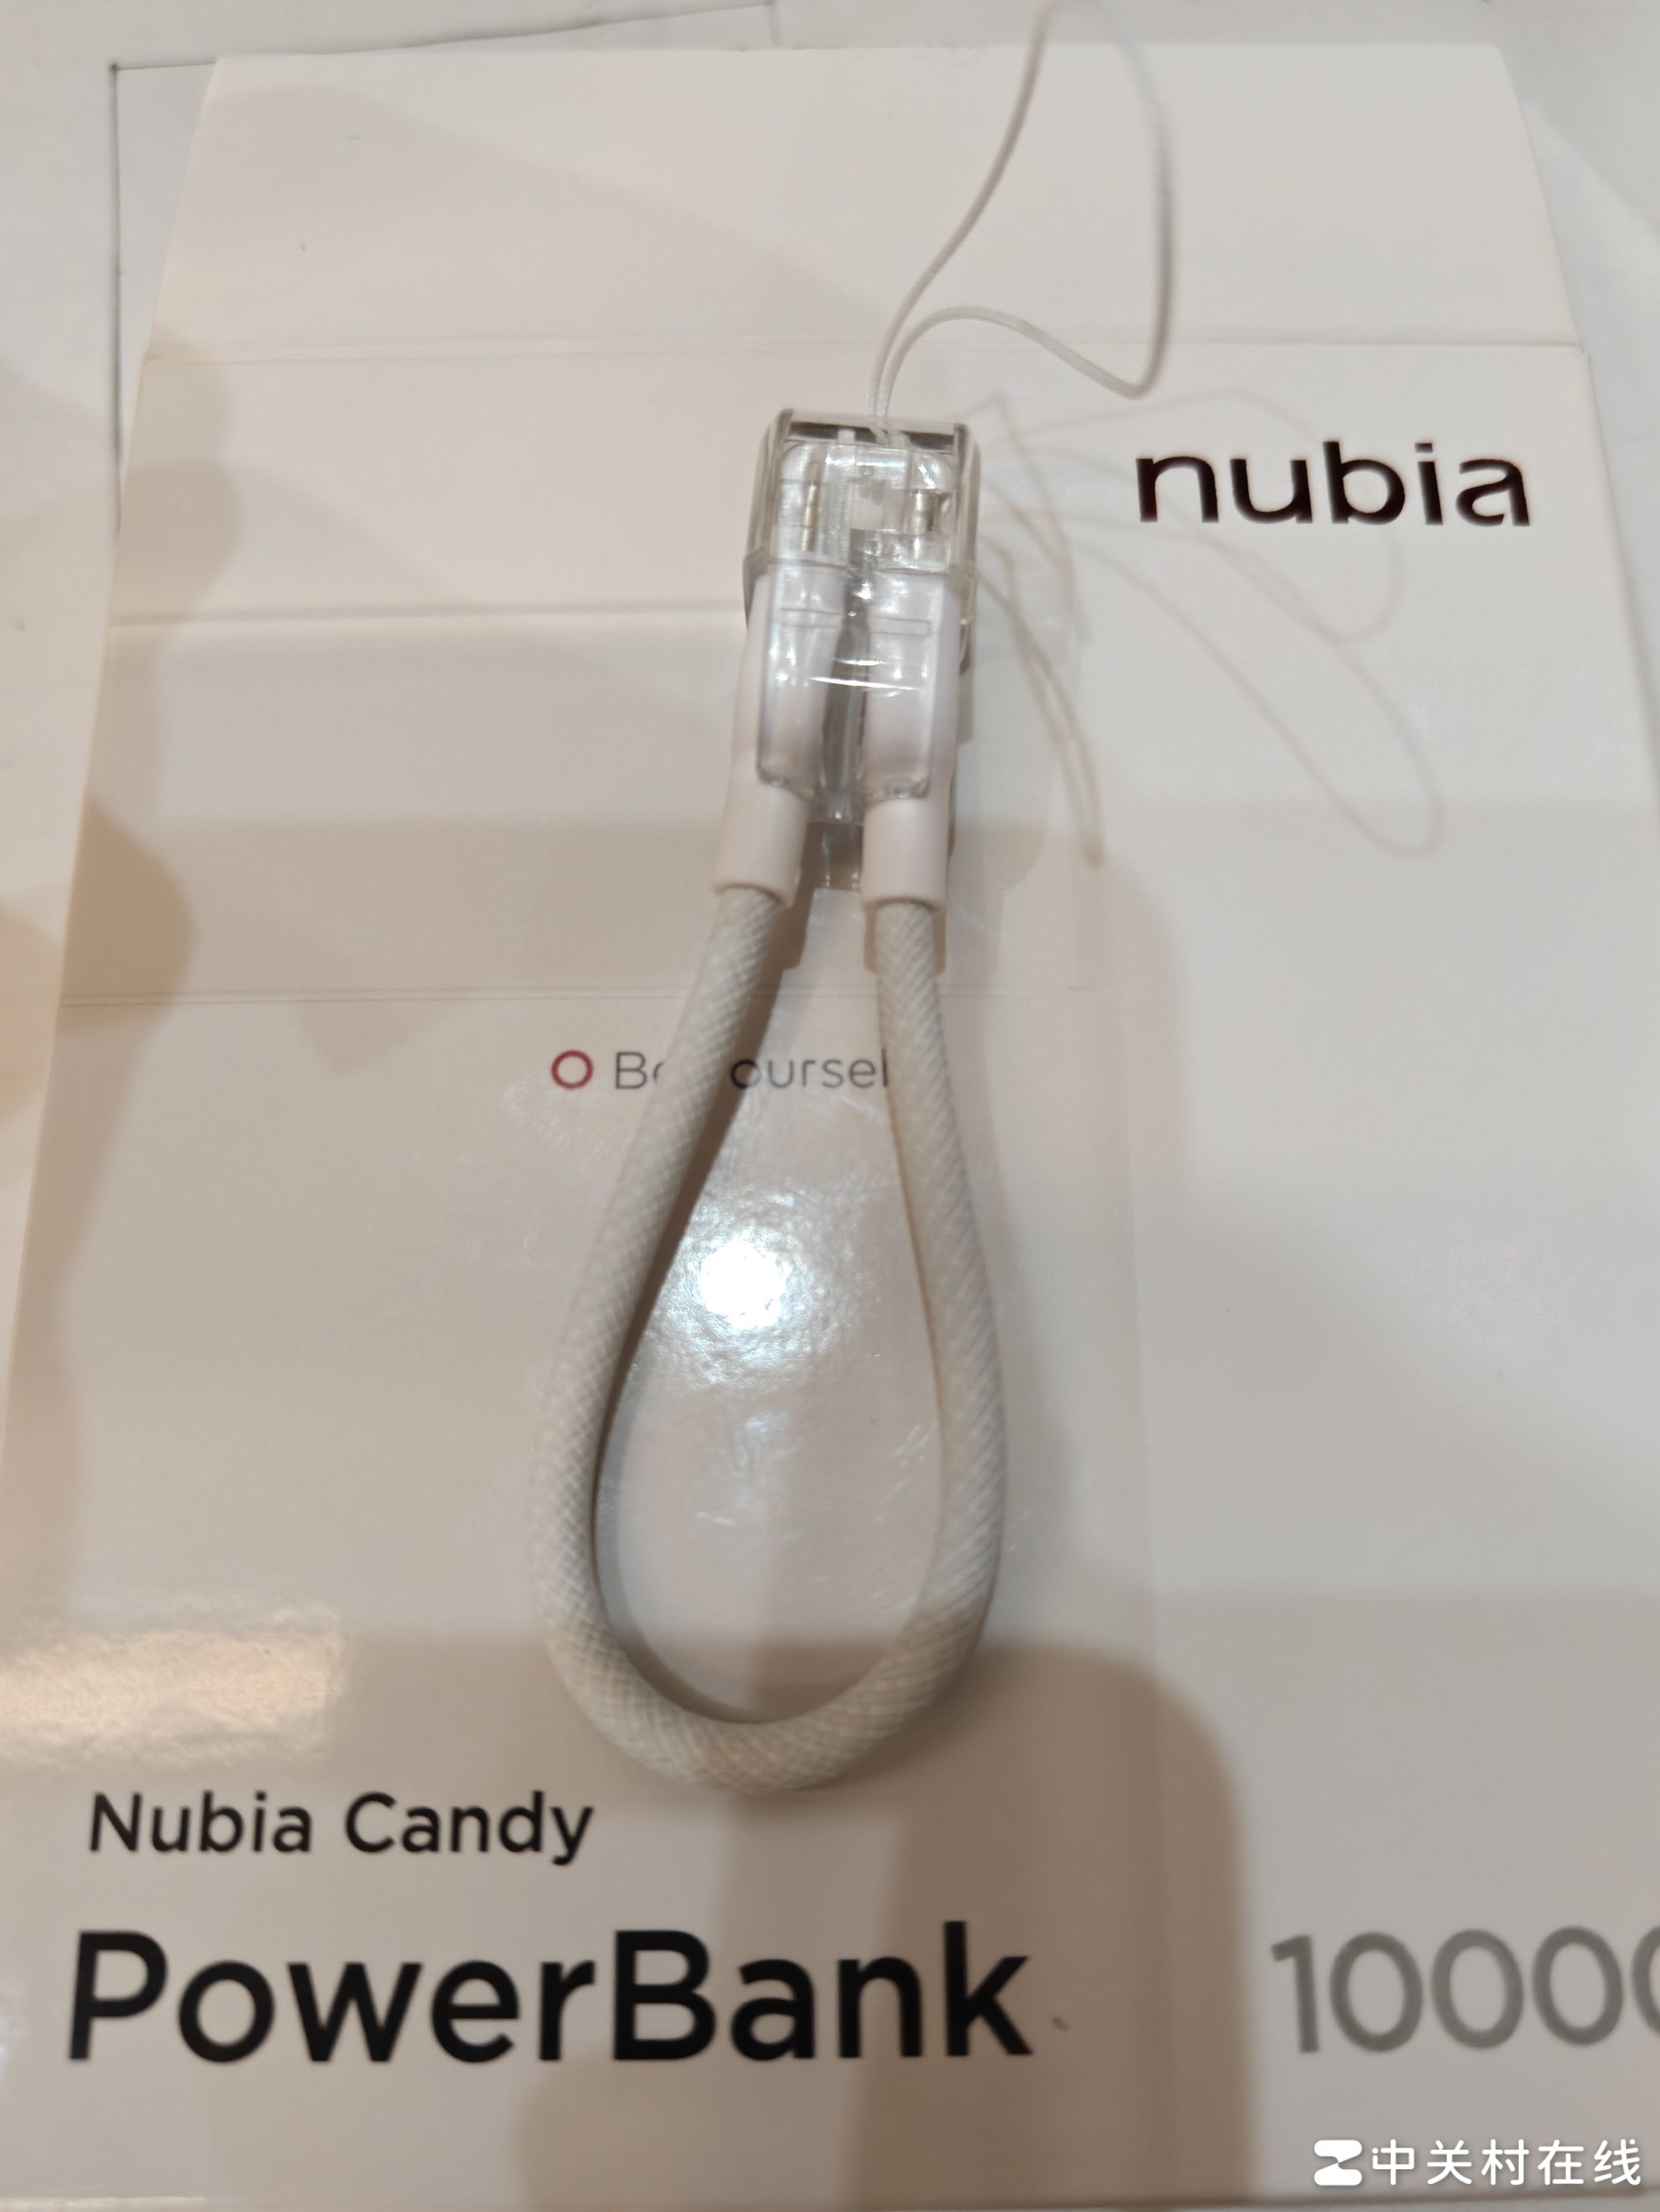 nubia
Nubia Candy
PowerBank
中关村在线